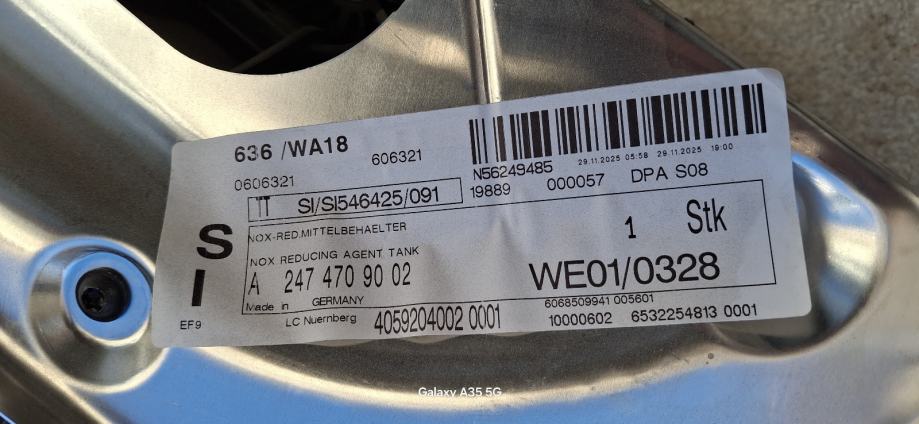 636 /WA18
606321
0606321
N56249485
29.11.2025 05:58 29.11.2025 19:00
19889 000057 DPA S08
TT SI/SI546425/091
S
I
EF9
NOX-RED.MITTELBEHAELTER
1 Stk
NOX REDUCING AGENT TANK
A 247 470 90 02
WE01/0328
Made in GERMANY
LC Nuernberg 4059204002 0001
6068509941 005601
10000602 6532254813 0001
Galaxy A35 5G